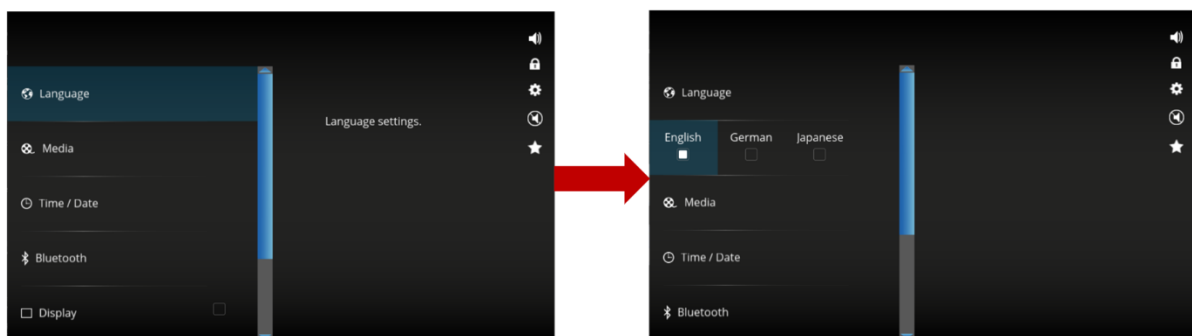 Language
Language settings.
Media
Time / Date
Bluetooth
Display
Language
English German Japanese
Media
Time / Date
Bluetooth